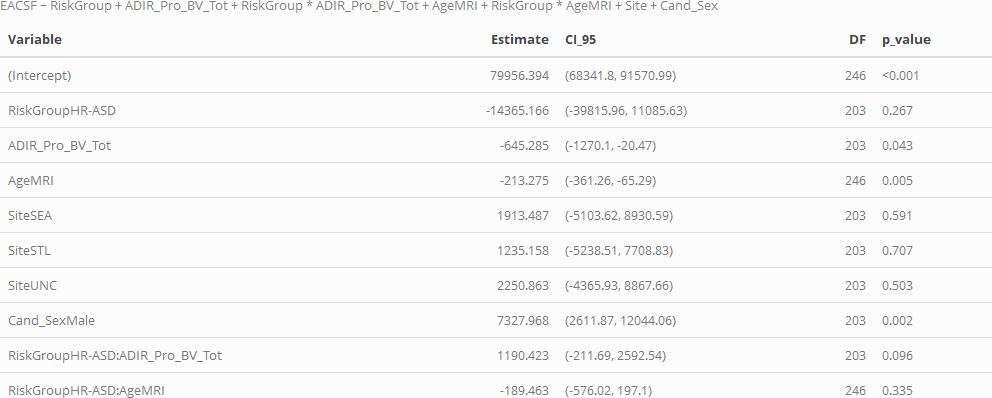 EACSF ~ RiskGroup + ADIR_Pro_BV_Tot + RiskGroup * ADIR_Pro_BV_Tot + AgeMRI + RiskGroup * AgeMRI + Site + Cand_Sex
Variable Estimate CI_95 DF p_value
(Intercept) 79956.394 (68341.8, 91570.99) 246 <0.001
RiskGroupHR-ASD -14365.166 (-39815.96, 11085.63) 203 0.267
ADIR_Pro_BV_Tot -645.285 (-1270.1, -20.47) 203 0.043
AgeMRI -213.275 (-361.26, -65.29) 246 0.005
SiteSEA 1913.487 (-5103.62, 8930.59) 203 0.591
SiteSTL 1235.158 (-5238.51, 7708.83) 203 0.707
SiteUNC 2250.863 (-4365.93, 8867.66) 203 0.503
Cand_SexMale 7327.968 (2611.87, 12044.06) 203 0.002
RiskGroupHR-ASD:ADIR_Pro_BV_Tot 1190.423 (-211.69, 2592.54) 203 0.096
RiskGroupHR-ASD:AgeMRI -189.463 (-576.02, 197.1) 246 0.335